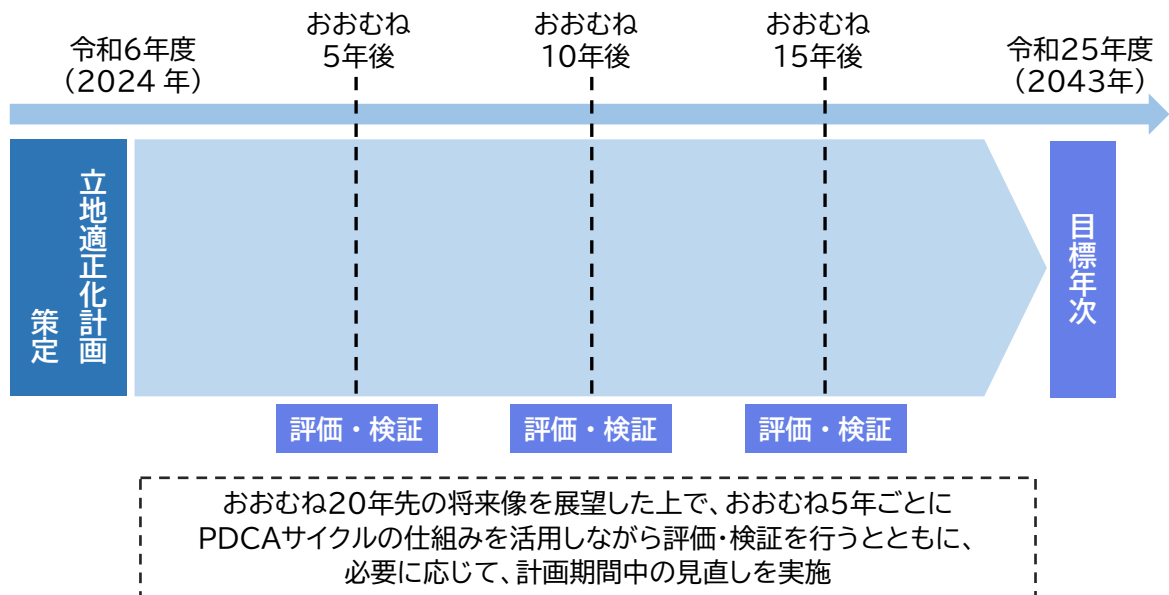 令和6年度
（2024 年）
おおむね
5年後
おおむね
10年後
おおむね
15年後
令和25年度
（2043年）
立地適正化計画
策定
目標年次
評価・検証
評価・検証
評価・検証
おおむね20年先の将来像を展望した上で、おおむね5年ごとに
PDCAサイクルの仕組みを活用しながら評価・検証を行うとともに、
必要に応じて、計画期間中の見直しを実施